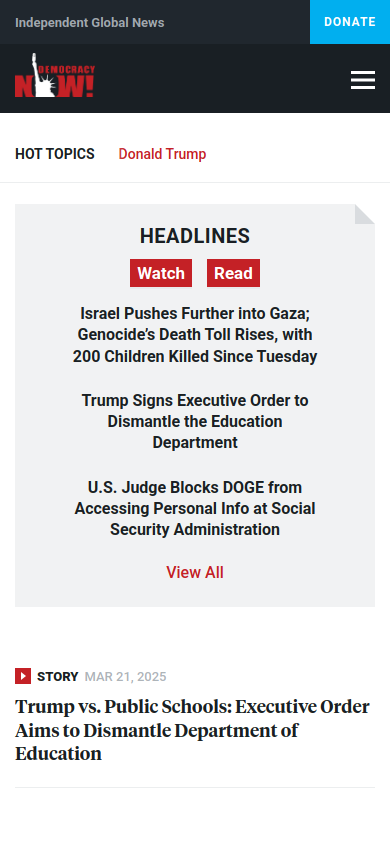 Independent Global News
DONATE
DEMOCRACY
NOW!
HOT TOPICS
Donald Trump
HEADLINES
Watch
Read
Israel Pushes Further into Gaza;
Genocide’s Death Toll Rises, with
200 Children Killed Since Tuesday
Trump Signs Executive Order to
Dismantle the Education
Department
U.S. Judge Blocks DOGE from
Accessing Personal Info at Social
Security Administration
View All
STORY MAR 21, 2025
Trump vs. Public Schools: Executive Order
Aims to Dismantle Department of
Education